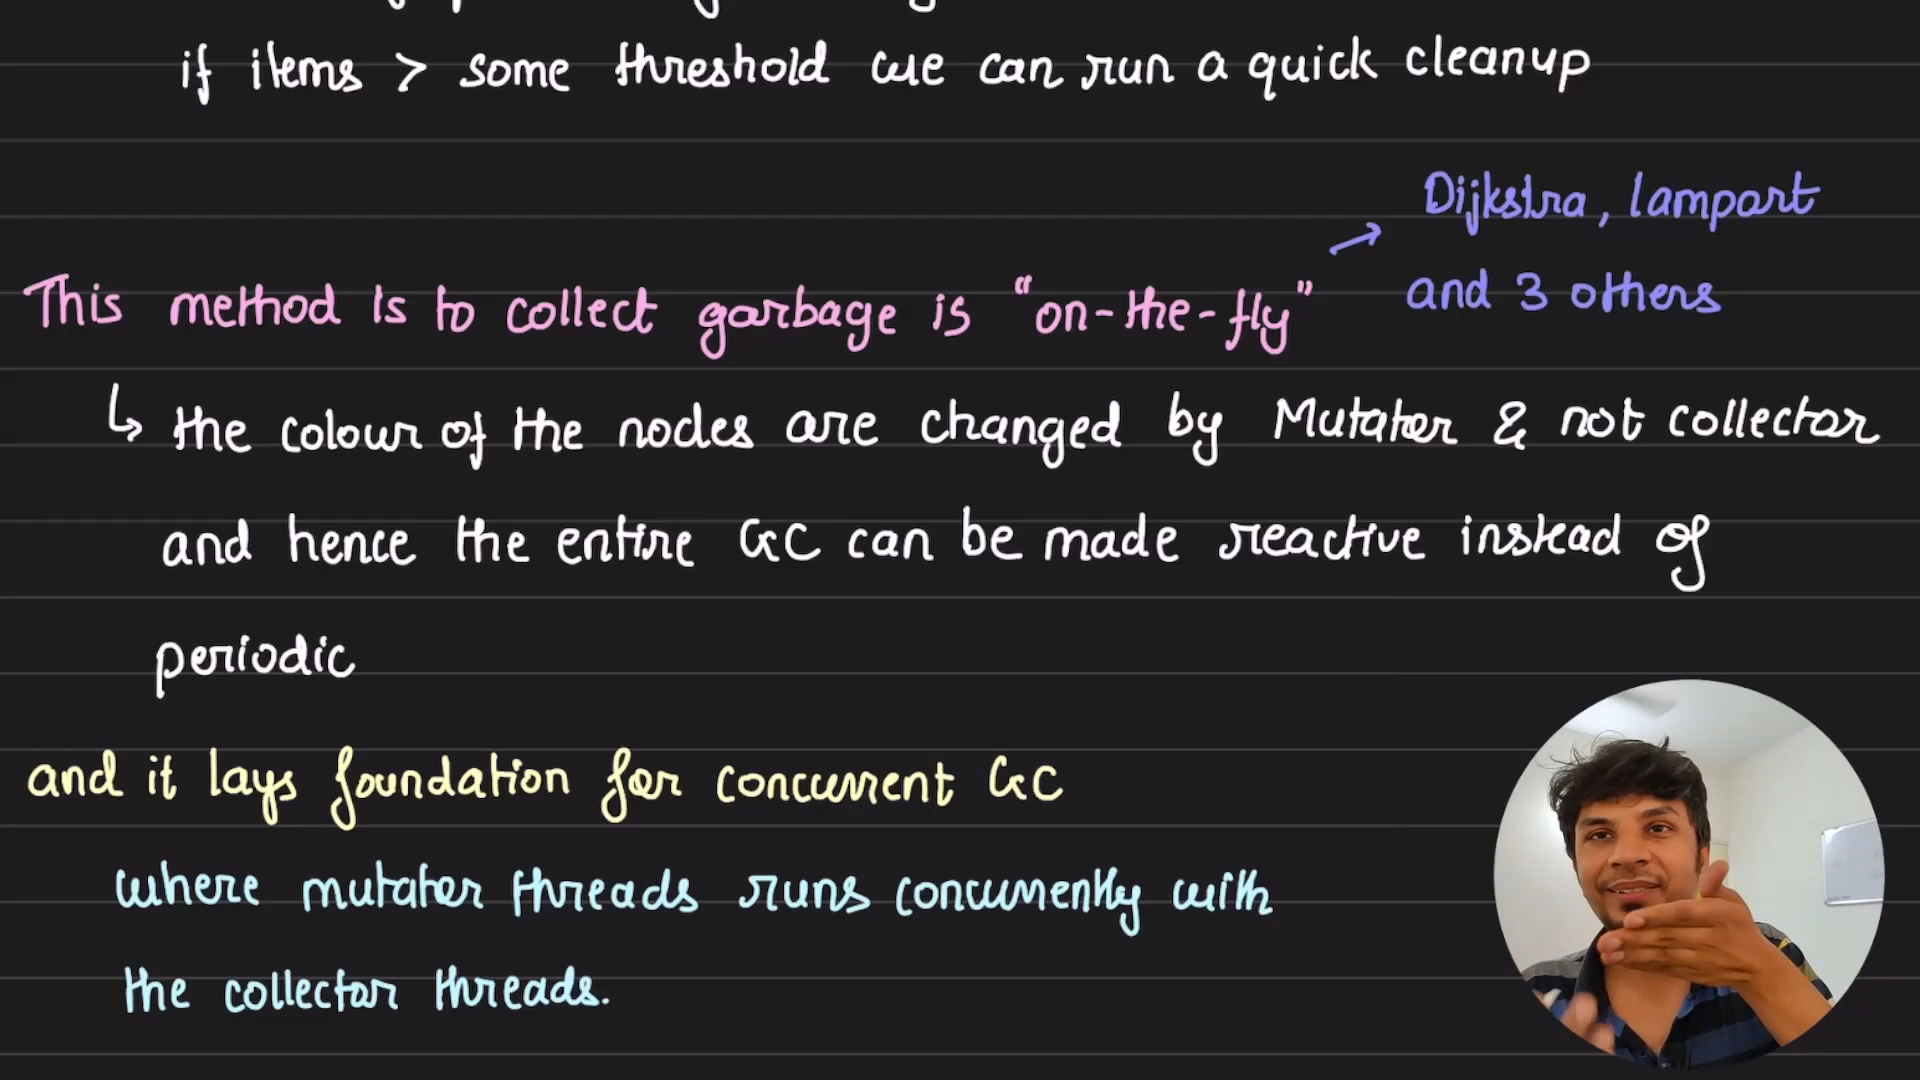 if items > some threshold we can run a quick cleanup
Dijkstra, lamport
This method is to collect garbage is "on-the-fly" → and 3 others
↳ the colour of the nodes are changed by Mutater & not collector
and hence the entire GC can be made reactive instead of
periodic
and it lays foundation for concurrent GC
where mutater threads runs concurrently with
the collector threads.